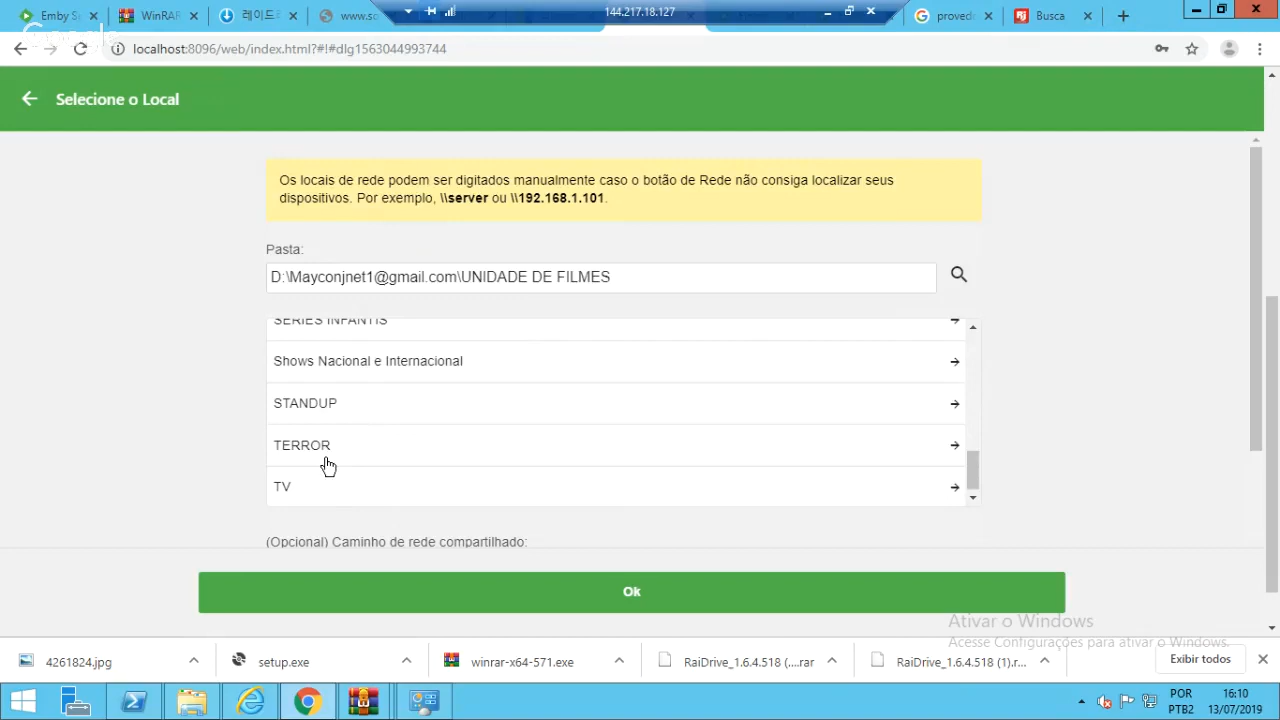 Emby Se
WinRAR
레이드
www.so
144.217.18.127
proved
Busca
localhost:8096/web/index.html?#!#dlg1563044993744
Selecione o Local
Os locais de rede podem ser digitados manualmente caso o botão de Rede não consiga localizar seus
dispositivos. Por exemplo, \\server ou \\192.168.1.101.
Pasta:
D:\Mayconjnet1@gmail.com\UNIDADE DE FILMES
SERIES INFANTIS
Shows Nacional e Internacional
STANDUP
TERROR
TV
(Opcional) Caminho de rede compartilhado:
Ok
Ativar o Windows
Acesse Configurações para ativar o Windows.
4261824.jpg
setup.exe
winrar-x64-571.exe
RaiDrive_1.6.4.518 (....rar
RaiDrive_1.6.4.518 (1).r...
Exibir todos
POR
PTB2
16:10
13/07/2019